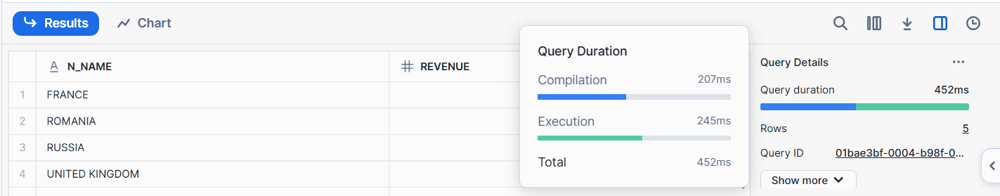 Results
Chart
N_NAME
REVENUE
1 FRANCE
2 ROMANIA
3 RUSSIA
4 UNITED KINGDOM
Query Duration
Compilation 207ms
Execution 245ms
Total 452ms
Query Details
Query duration 452ms
Rows 5
Query ID 01bae3bf-0004-b98f-0...
Show more